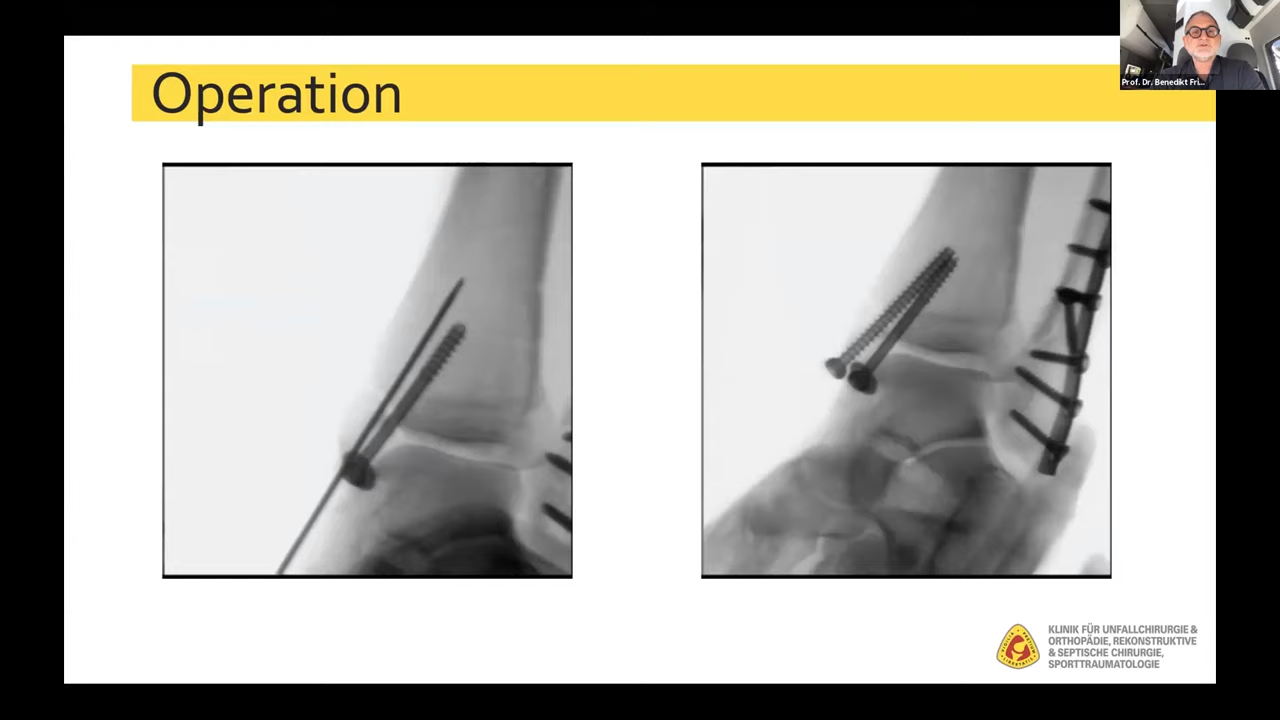 Operation
Prof. Dr. Benedikt Fri...
KLINIK FÜR UNFALLCHIRURGIE &
ORTHOPÄDIE, REKONSTRUKTIVE
& SEPTISCHE CHIRURGIE,
SPORTTRAUMATOLOGIE